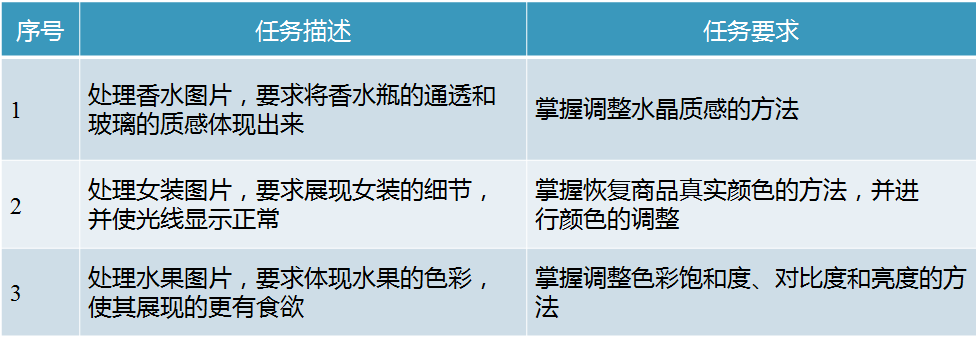 序号 任务描述 任务要求
1 处理香水图片，要求将香水瓶的通透和
玻璃的质感体现出来
掌握调整水晶质感的方法
2 处理女装图片，要求展现女装的细节，
并使光线显示正常
掌握恢复商品真实颜色的方法，并进
行颜色的调整
3 处理水果图片，要求体现水果的色彩，
使其展现的更有食欲
掌握调整色彩饱和度、对比度和亮度的方
法